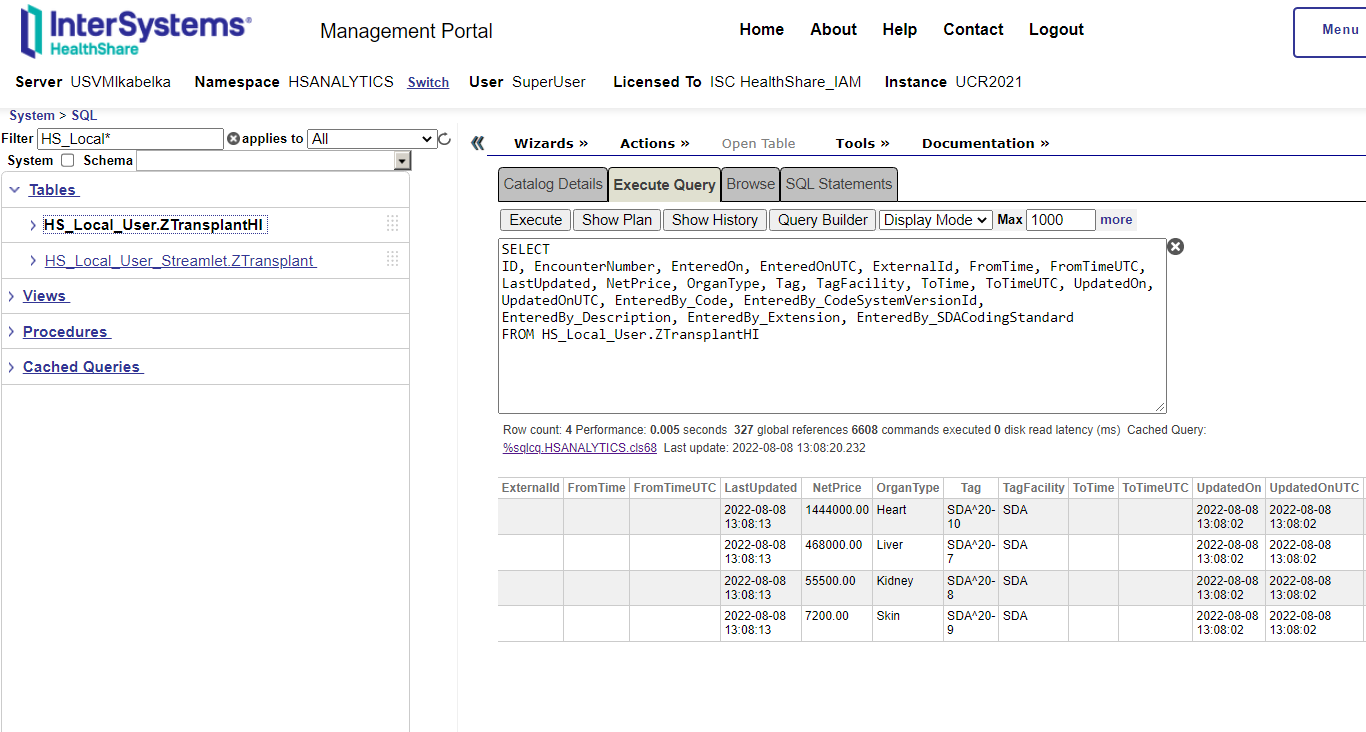 InterSystems®
HealthShare
Management Portal
Home About Help Contact Logout
Menu
Server USVMIkabelka Namespace HSANALYTICS Switch User SuperUser Licensed To ISC HealthShare_IAM Instance UCR2021
System > SQL
Filter HS_Local* applies to All
System Schema
Tables
HS_Local_User.ZTransplantHI
HS_Local_User_Streamlet.ZTransplant
Views
Procedures
Cached Queries
Wizards » Actions » Open Table Tools » Documentation »
Catalog Details Execute Query Browse SQL Statements
Execute Show Plan Show History Query Builder Display Mode Max 1000 more
SELECT
ID, EncounterNumber, EnteredOn, EnteredOnUTC, ExternalId, FromTime, FromTimeUTC,
LastUpdated, NetPrice, OrganType, Tag, TagFacility, ToTime, ToTimeUTC, UpdatedOn,
UpdatedOnUTC, EnteredBy_Code, EnteredBy_CodeSystemVersionId,
EnteredBy_Description, EnteredBy_Extension, EnteredBy_SDACodingStandard
FROM HS_Local_User.ZTransplantHI
Row count: 4 Performance: 0.005 seconds 327 global references 6608 commands executed 0 disk read latency (ms) Cached Query:
%sqlcq.HSANALYTICS.cls68 Last update: 2022-08-08 13:08:20.232
ExternalId FromTime FromTimeUTC LastUpdated NetPrice OrganType Tag TagFacility ToTime ToTimeUTC UpdatedOn UpdatedOnUTC
2022-08-08 1444000.00 Heart SDA^20- SDA 2022-08-08 2022-08-08
13:08:13 10 13:08:02 13:08:02
2022-08-08 468000.00 Liver SDA^20- SDA 2022-08-08 2022-08-08
13:08:13 7 13:08:02 13:08:02
2022-08-08 55500.00 Kidney SDA^20- SDA 2022-08-08 2022-08-08
13:08:13 8 13:08:02 13:08:02
2022-08-08 7200.00 Skin SDA^20- SDA 2022-08-08 2022-08-08
13:08:13 9 13:08:02 13:08:02